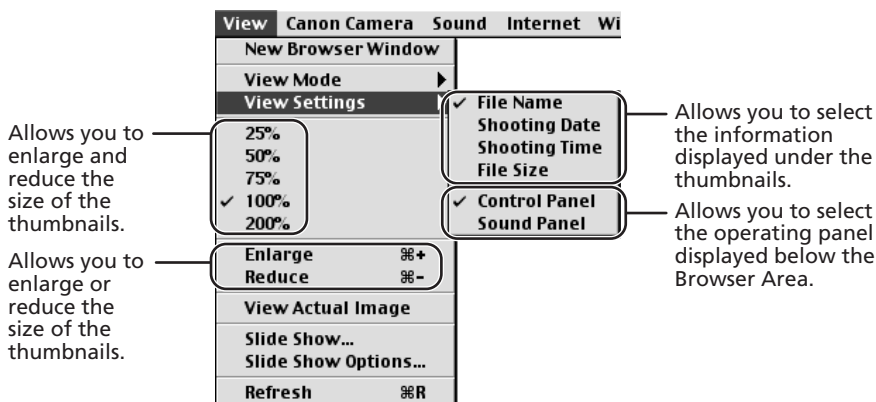 View Canon Camera Sound Internet Wi
New Browser Window
View Mode
View Settings
25%
50%
75%
✓ 100%
200%
Enlarge ⌘+
Reduce ⌘-
View Actual Image
Slide Show...
Slide Show Options...
Refresh ⌘R
✓ File Name
Shooting Date
Shooting Time
File Size
✓ Control Panel
Sound Panel
Allows you to
enlarge and
reduce the
size of the
thumbnails.
Allows you to
enlarge or
reduce the
size of the
thumbnails.
Allows you to select
the information
displayed under the
thumbnails.
Allows you to select
the operating panel
displayed below the
Browser Area.